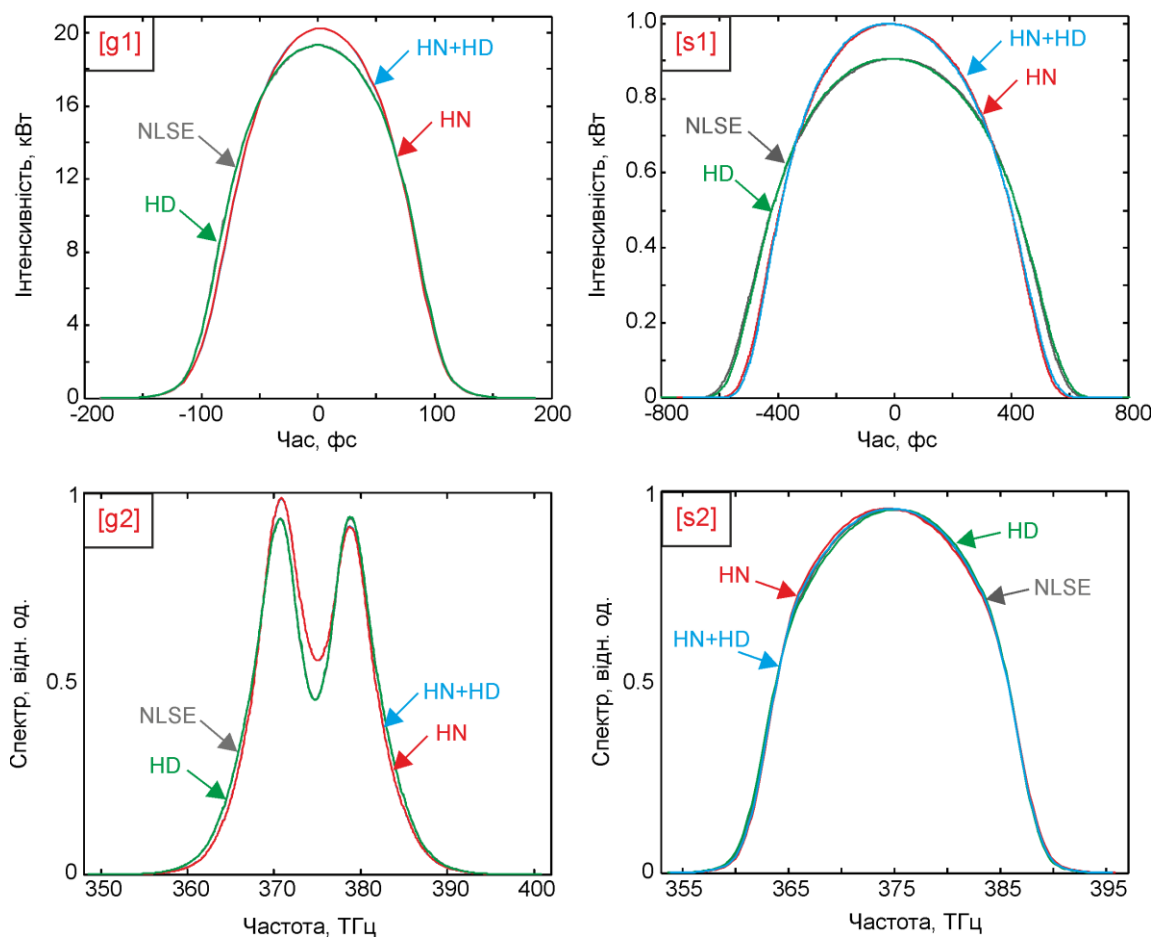 [g1]
Інтенсивність, кВт
20
16
12
8
4
0
HN+HD
HN
NLSE
HD
-200 -100 0 100 200
Час, фс
[s1]
Інтенсивність, кВт
1.0
0.8
0.6
0.4
0.2
0
HN+HD
HN
NLSE
HD
-800 -400 0 400 800
Час, фс
[g2]
Спектр, відн. од.
1
0.5
0
NLSE
HD
HN+HD
HN
350 360 370 380 390 400
Частота, ТГц
[s2]
Спектр, відн. од.
1
0.5
0
HD
HN
NLSE
HN+HD
355 365 375 385 395
Частота, ТГц